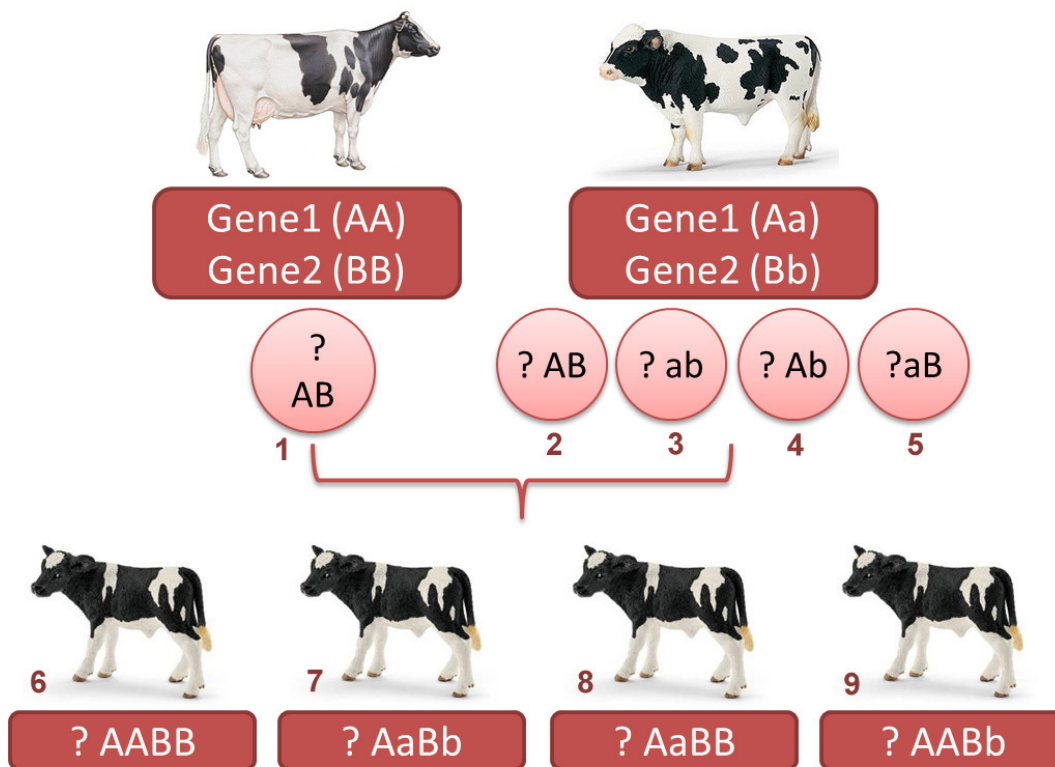 Gene1 (AA)
Gene2 (BB)
Gene1 (Aa)
Gene2 (Bb)
?
AB
? AB
? ab
? Ab
?aB
1
2
3
4
5
6
7
8
9
? AABB
? AaBb
? AaBB
? AABb